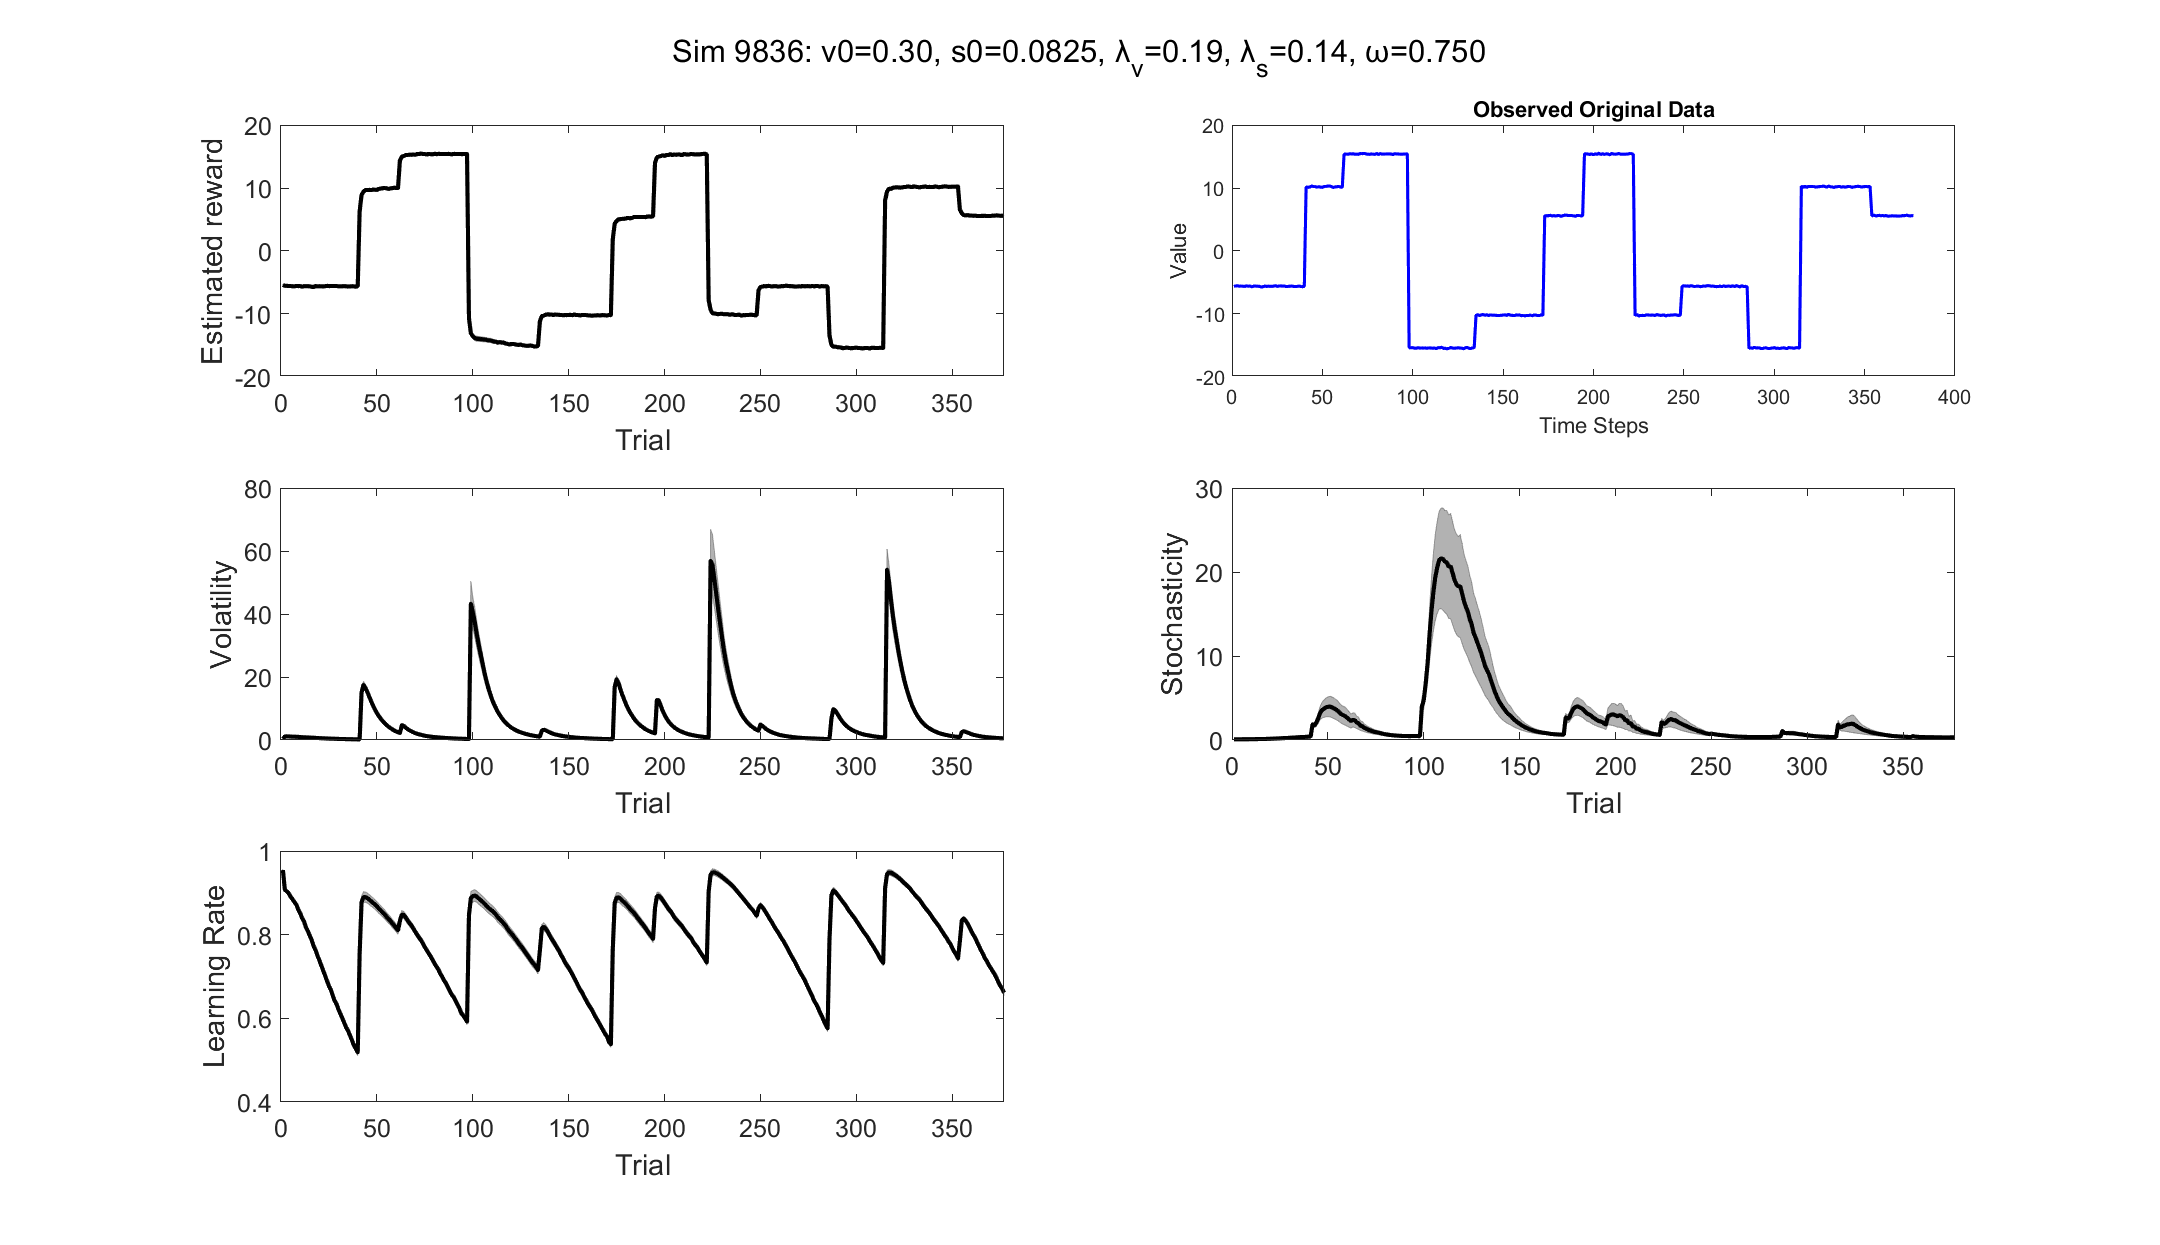 Sim 9836: v0=0.30, s0=0.0825, λ_v=0.19, λ_s=0.14, ω=0.750
20
10
0
-10
-20
Estimated reward
0 50 100 150 200 250 300 350
Trial
Observed Original Data
20
10
0
-10
-20
Value
0 50 100 150 200 250 300 350 400
Time Steps
80
60
40
20
0
Volatility
0 50 100 150 200 250 300 350
Trial
30
20
10
0
Stochasticity
0 50 100 150 200 250 300 350
Trial
1
0.8
0.6
0.4
Learning Rate
0 50 100 150 200 250 300 350
Trial